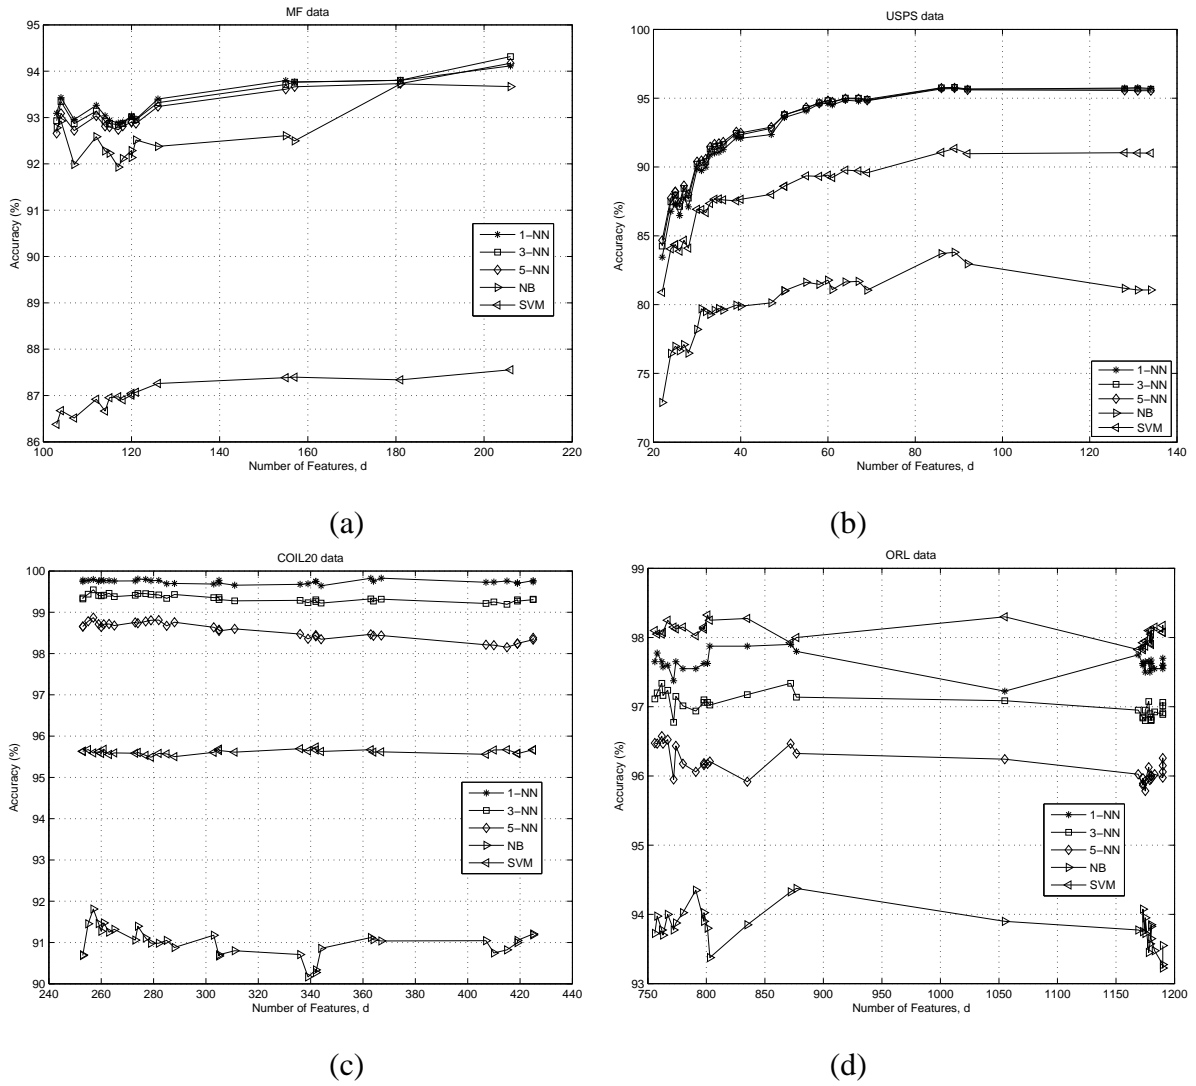 MF data
95
94
93
92
91
90
89
88
87
86
Accuracy (%)
100 120 140 160 180 200 220
Number of Features, d
1−NN
3−NN
5−NN
NB
SVM
(a)
USPS data
100
95
90
85
80
75
70
Accuracy (%)
20 40 60 80 100 120 140
Number of Features, d
1−NN
3−NN
5−NN
NB
SVM
(b)
COIL20 data
100
99
98
97
96
95
94
93
92
91
90
Accuracy (%)
240 260 280 300 320 340 360 380 400 420 440
Number of Features, d
1−NN
3−NN
5−NN
NB
SVM
(c)
ORL data
99
98
97
96
95
94
93
Accuracy (%)
750 800 850 900 950 1000 1050 1100 1150 1200
Number of Features, d
1−NN
3−NN
5−NN
NB
SVM
(d)